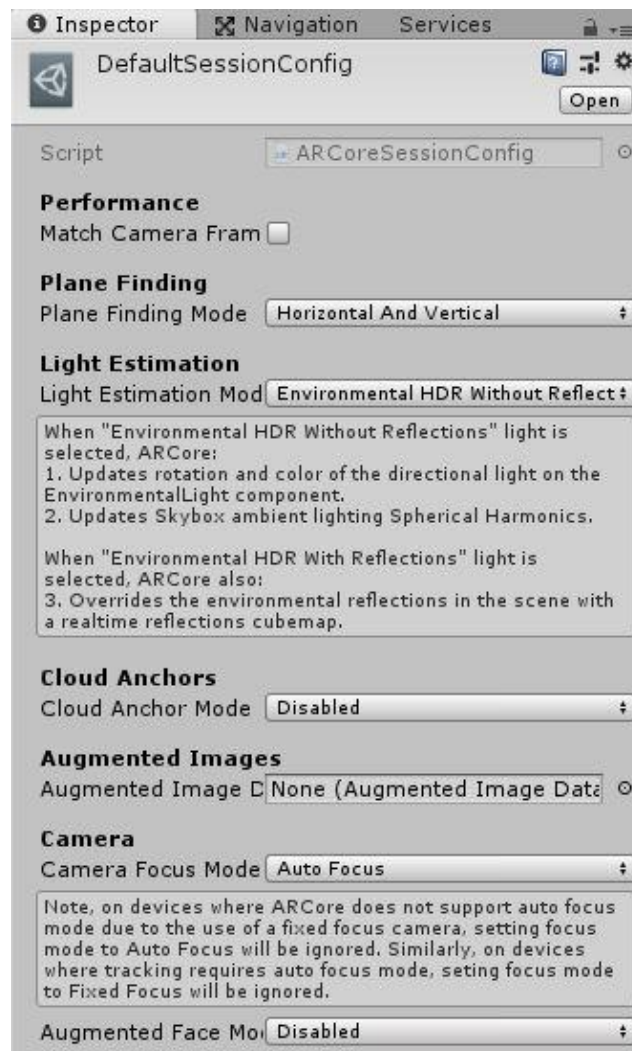 Inspector Navigation Services
DefaultSessionConfig
Open
Script ARCoreSessionConfig
Performance
Match Camera Fram
Plane Finding
Plane Finding Mode Horizontal And Vertical
Light Estimation
Light Estimation Mod Environmental HDR Without Reflect
When "Environmental HDR Without Reflections" light is
selected, ARCore:
1. Updates rotation and color of the directional light on the
EnvironmentalLight component.
2. Updates Skybox ambient lighting Spherical Harmonics.
When "Environmental HDR With Reflections" light is
selected, ARCore also:
3. Overrides the environmental reflections in the scene with
a realtime reflections cubemap.
Cloud Anchors
Cloud Anchor Mode Disabled
Augmented Images
Augmented Image D None (Augmented Image Data
Camera
Camera Focus Mode Auto Focus
Note, on devices where ARCore does not support auto focus
mode due to the use of a fixed focus camera, setting focus
mode to Auto Focus will be ignored. Similarly, on devices
where tracking requires auto focus mode, seting focus mode
to Fixed Focus will be ignored.
Augmented Face Mo Disabled